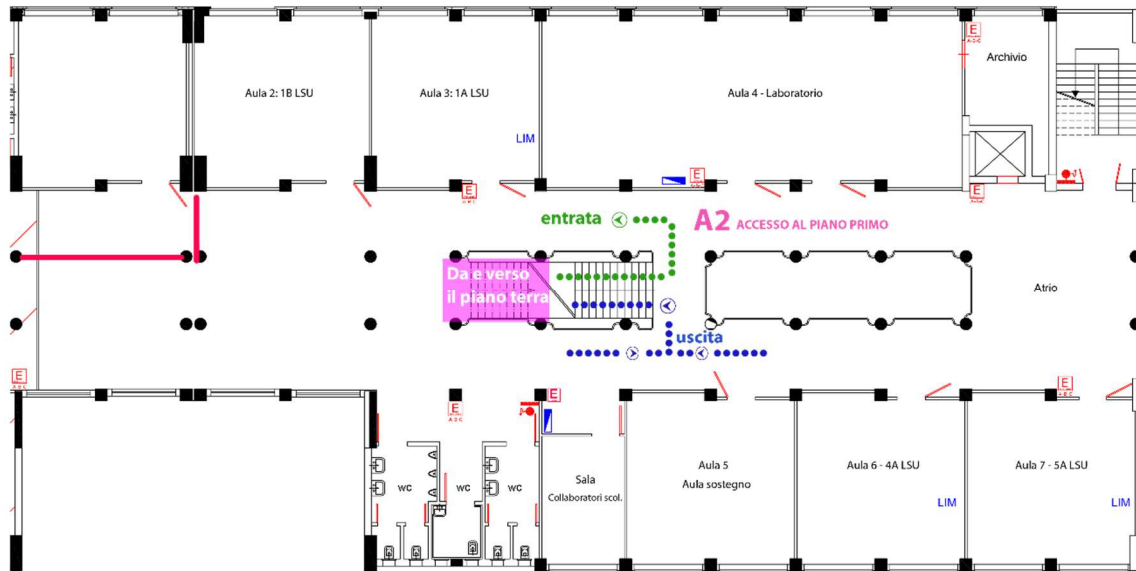 E
A-D-C
Archivio
Aula 2: 1B LSU
Aula 3: 1A LSU
Aula 4 - Laboratorio
LIM
E
E
E
entrata
A2 ACCESSO AL PIANO PRIMO
Da e verso
il piano terra
Atrio
uscita
E
A B C
E
A D C
E
E
A B C
Sala
Collaboratori scol.
Aula 5
Aula sostegno
Aula 6 - 4A LSU
Aula 7 - 5A LSU
wc
wc
wc
LIM
LIM